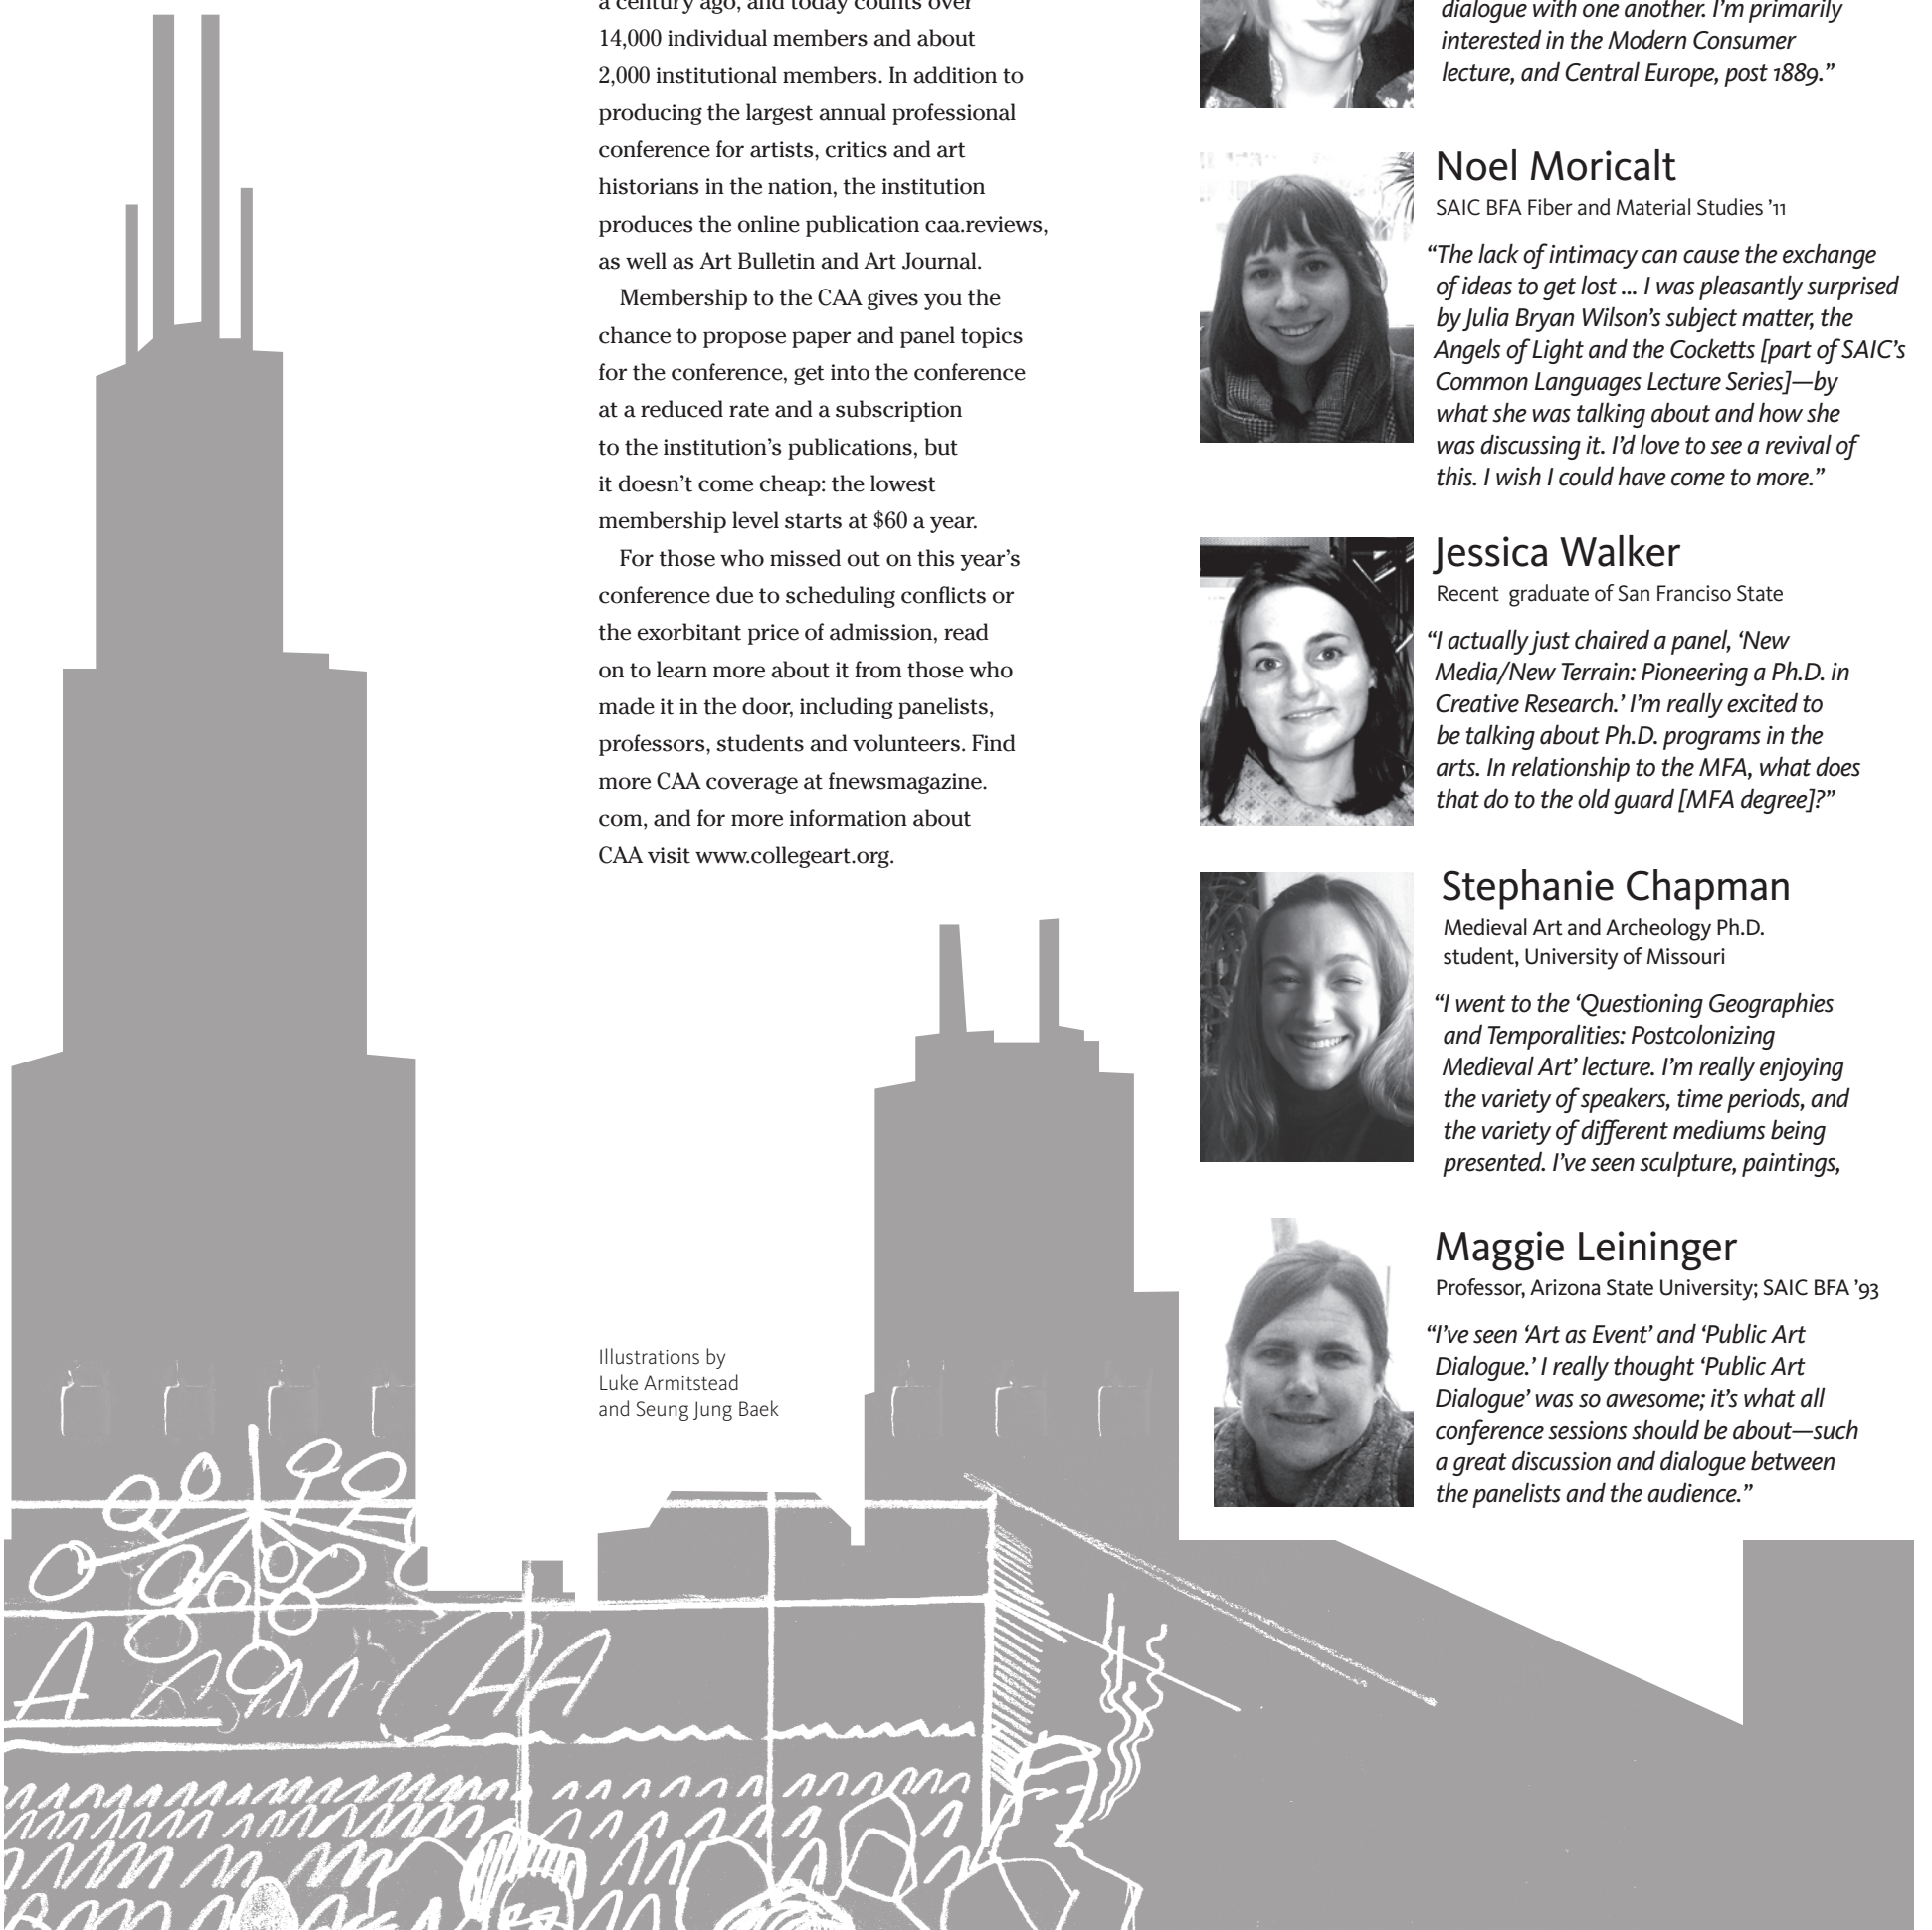 a century ago, and today counts over
14,000 individual members and about
2,000 institutional members. In addition to
producing the largest annual professional
conference for artists, critics and art
historians in the nation, the institution
produces the online publication caa.reviews,
as well as Art Bulletin and Art Journal.
Membership to the CAA gives you the
chance to propose paper and panel topics
for the conference, get into the conference
at a reduced rate and a subscription
to the institution's publications, but
it doesn't come cheap: the lowest
membership level starts at $60 a year.
For those who missed out on this year's
conference due to scheduling conflicts or
the exorbitant price of admission, read
on to learn more about it from those who
made it in the door, including panelists,
professors, students and volunteers. Find
more CAA coverage at fnewsmagazine.
com, and for more information about
CAA visit www.collegeart.org.
Illustrations by
Luke Armitstead
and Seung Jung Baek
dialogue with one another. I'm primarily
interested in the Modern Consumer
lecture, and Central Europe, post 1889.”
Noel Moricalt
SAIC BFA Fiber and Material Studies ’11
“The lack of intimacy can cause the exchange
of ideas to get lost ... I was pleasantly surprised
by Julia Bryan Wilson’s subject matter, the
Angels of Light and the Cocketts [part of SAIC’s
Common Languages Lecture Series]—by
what she was talking about and how she
was discussing it. I’d love to see a revival of
this. I wish I could have come to more.”
Jessica Walker
Recent graduate of San Franciso State
“I actually just chaired a panel, ‘New
Media/New Terrain: Pioneering a Ph.D. in
Creative Research.’ I’m really excited to
be talking about Ph.D. programs in the
arts. In relationship to the MFA, what does
that do to the old guard [MFA degree]?”
Stephanie Chapman
Medieval Art and Archeology Ph.D.
student, University of Missouri
“I went to the ‘Questioning Geographies
and Temporalities: Postcolonizing
Medieval Art’ lecture. I’m really enjoying
the variety of speakers, time periods, and
the variety of different mediums being
presented. I’ve seen sculpture, paintings,
Maggie Leininger
Professor, Arizona State University; SAIC BFA ’93
“I’ve seen ‘Art as Event’ and ‘Public Art
Dialogue.’ I really thought ‘Public Art
Dialogue’ was so awesome; it’s what all
conference sessions should be about—such
a great discussion and dialogue between
the panelists and the audience.”
A
CAA